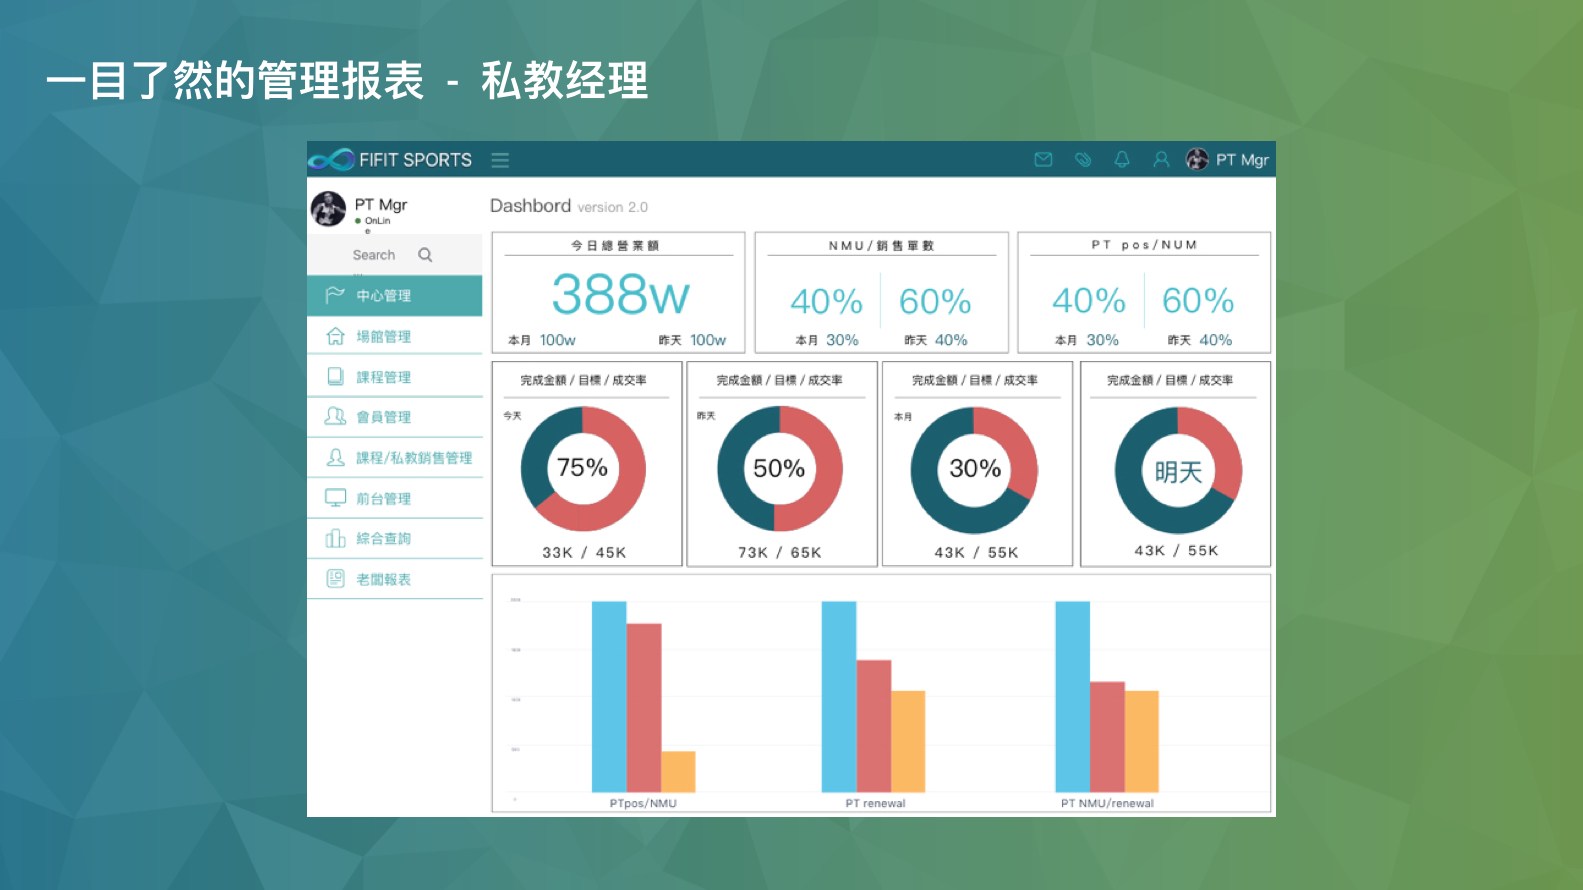 一目了然的管理报表 - 私教经理
FIFIT SPORTS
PT Mgr
PT Mgr
OnLin
e
Search
...
中心管理
場館管理
課程管理
會員管理
課程/私教銷售管理
前台管理
綜合查詢
老闆報表
Dashbord version 2.0
今日總營業額
388w
本月 100w 昨天 100w
NMU/銷售單數
40% 60%
本月 30% 昨天 40%
PT pos/NUM
40% 60%
本月 30% 昨天 40%
完成金額 / 目標 / 成交率
今天
75%
33K / 45K
完成金額 / 目標 / 成交率
昨天
50%
73K / 65K
完成金額 / 目標 / 成交率
本月
30%
43K / 55K
完成金額 / 目標 / 成交率
明天
43K / 55K
PTpos/NMU
PT renewal
PT NMU/renewal